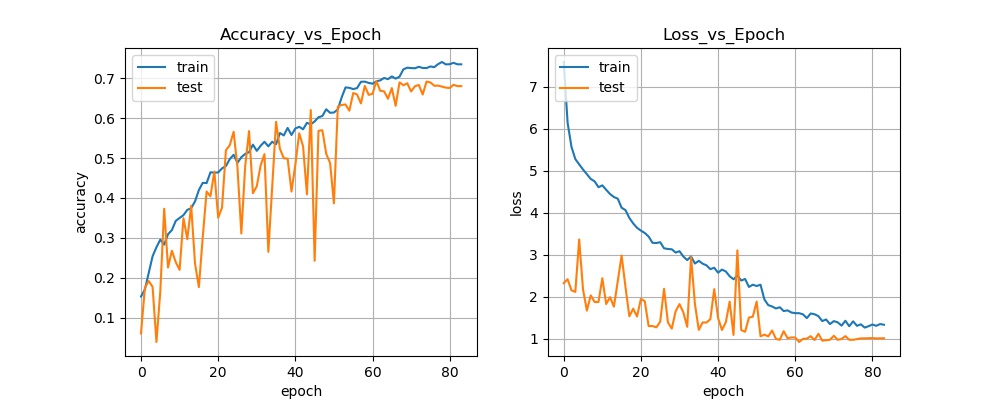 Accuracy_vs_Epoch
train
test
0.7
0.6
0.5
0.4
0.3
0.2
0.1
accuracy
0 20 40 60 80
epoch
Loss_vs_Epoch
train
test
7
6
5
4
3
2
1
loss
0 20 40 60 80
epoch